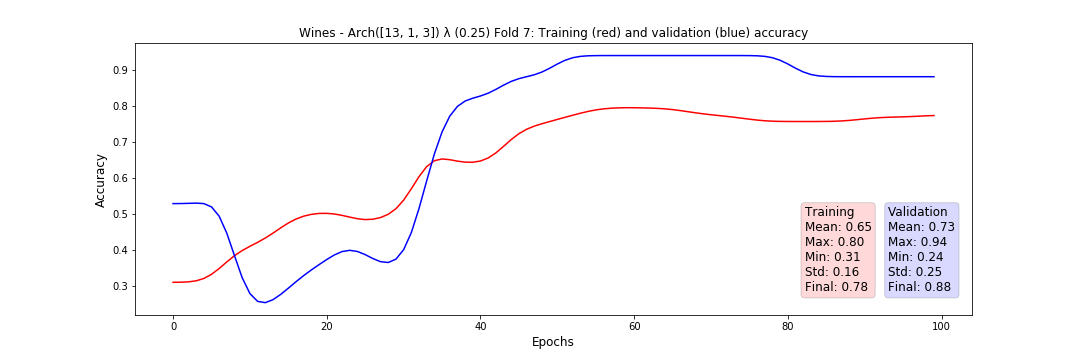 Wines - Arch([13, 1, 3]) λ (0.25) Fold 7: Training (red) and validation (blue) accuracy
Accuracy
0.9
0.8
0.7
0.6
0.5
0.4
0.3
Training
Mean: 0.65
Max: 0.80
Min: 0.31
Std: 0.16
Final: 0.78
Validation
Mean: 0.73
Max: 0.94
Min: 0.24
Std: 0.25
Final: 0.88
0
20
40
60
80
100
Epochs